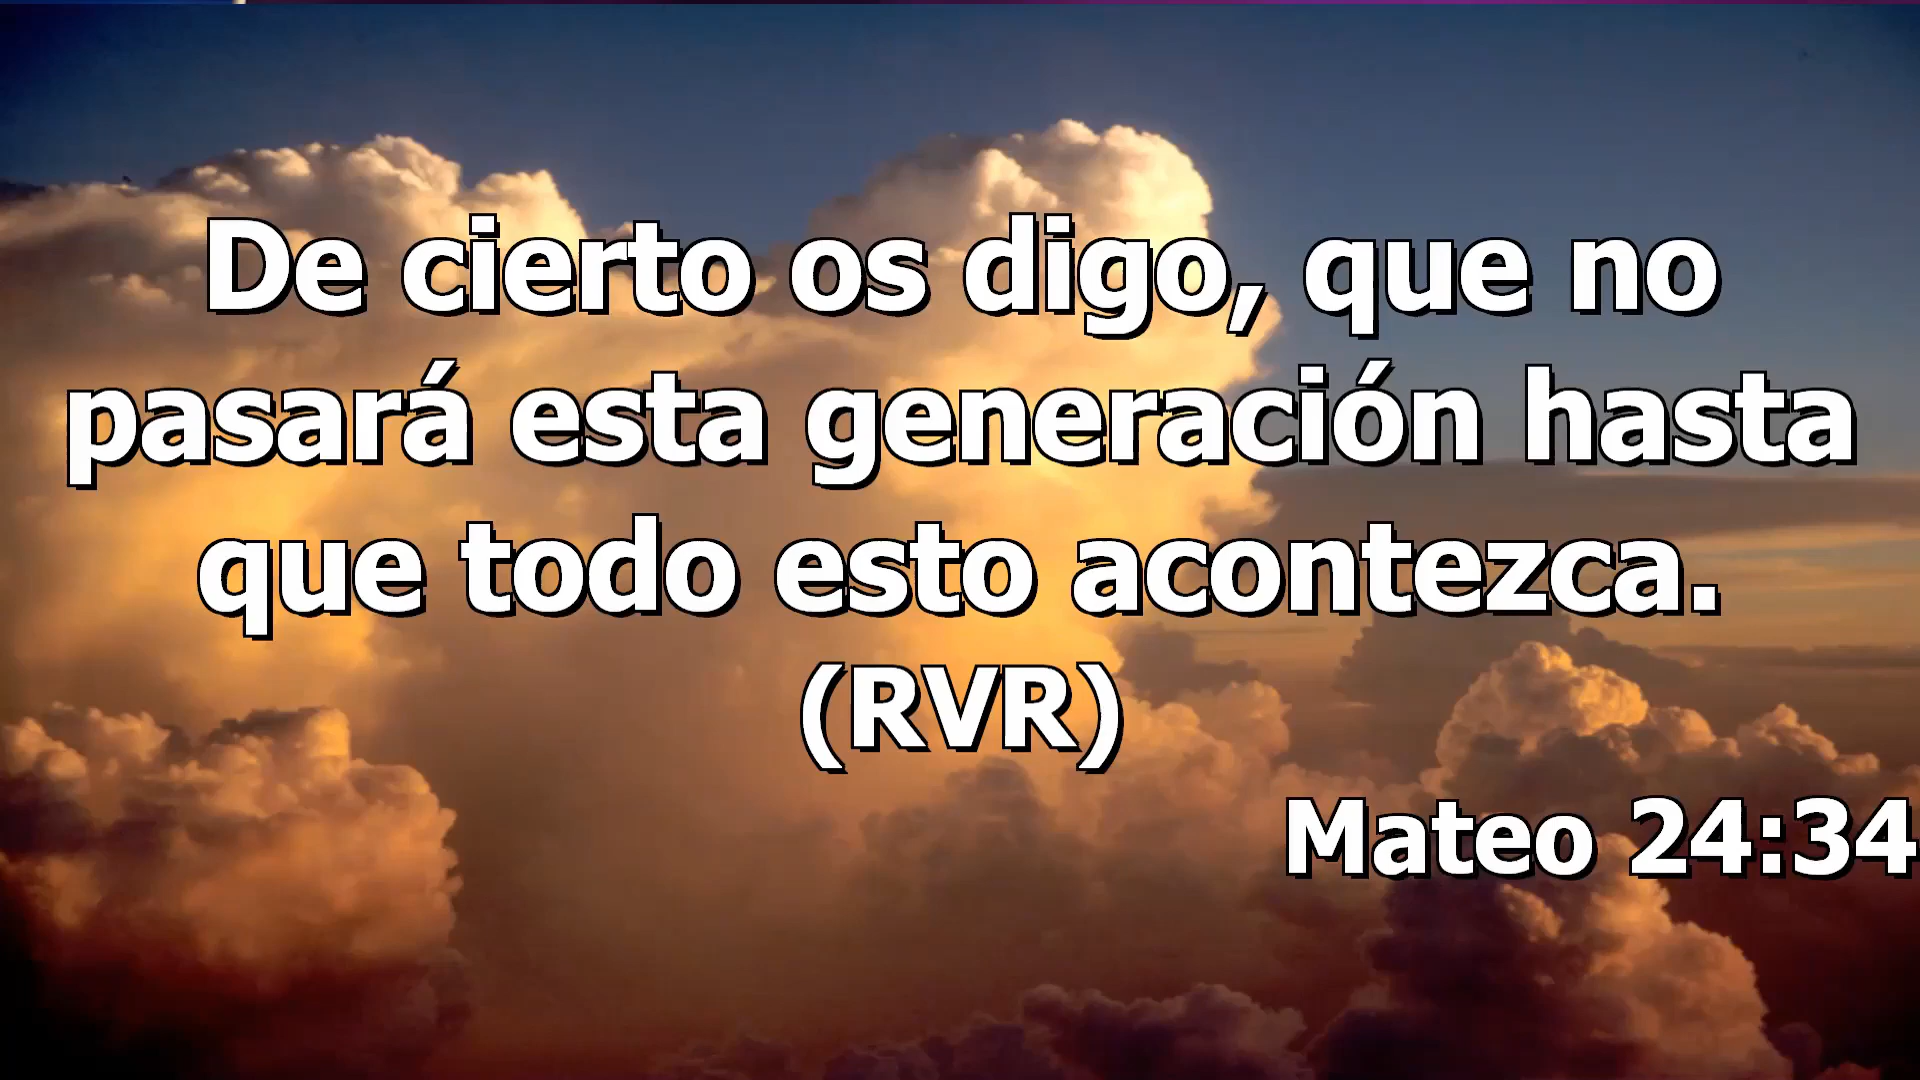 De cierto os digo, que no
pasará esta generación hasta
que todo esto acontezca.
(RVR)
Mateo 24:34